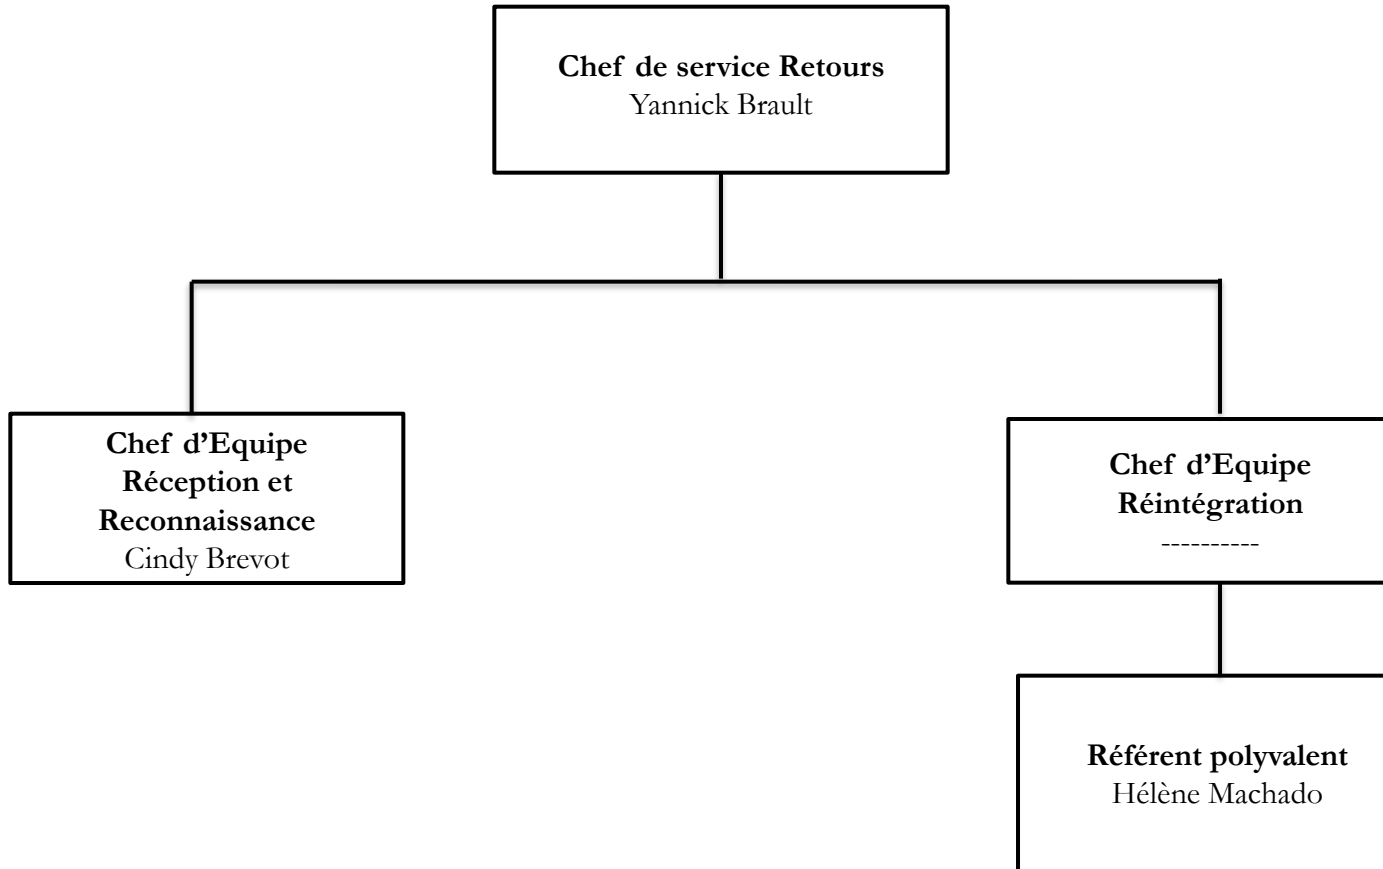 Chef de service Retours
Yannick Brault
Chef d’Equipe
Réception et
Reconnaissance
Cindy Brevot
Chef d’Equipe
Réintégration
----------
Référent polyvalent
Hélène Machado